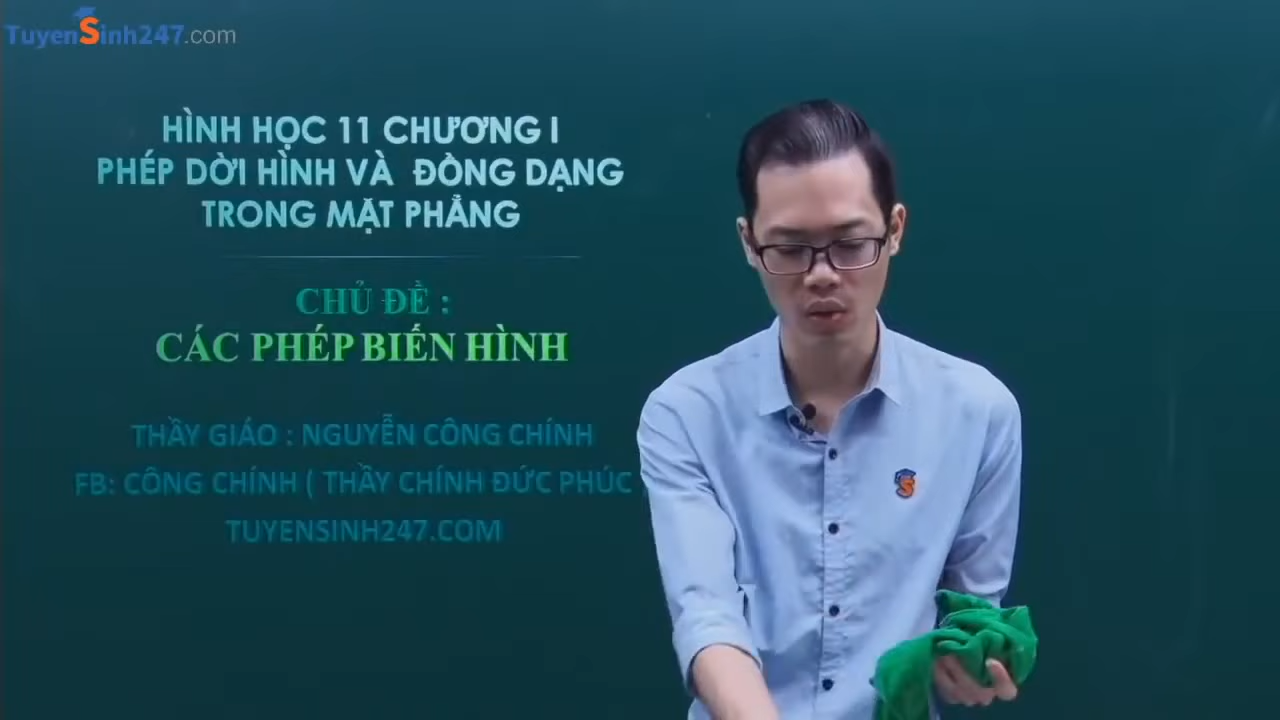 TuyenSinh247.com
HÌNH HỌC 11 CHƯƠNG I
PHÉP DỜI HÌNH VÀ ĐỒNG DẠNG
TRONG MẶT PHẲNG
CHỦ ĐỀ :
CÁC PHÉP BIẾN HÌNH
THẦY GIÁO : NGUYỄN CÔNG CHÍNH
FB: CÔNG CHÍNH ( THẦY CHÍNH ĐỨC PHÚC
TUYENSINH247.COM